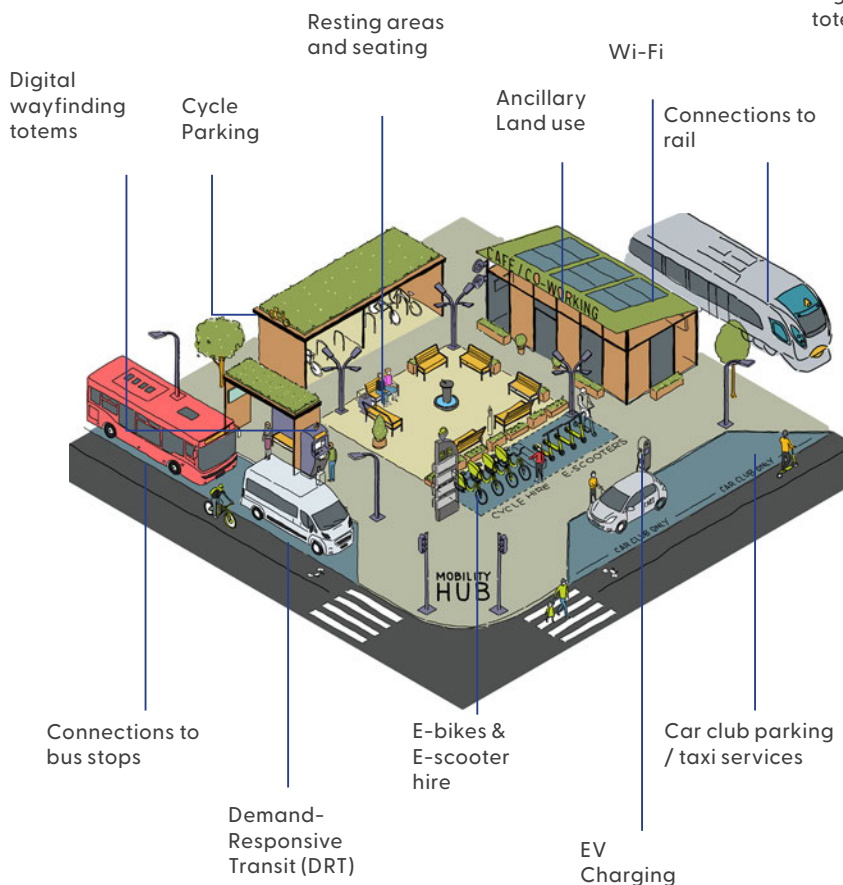 Resting areas
and seating
Wi-Fi
Digital
wayfinding
totems
Cycle
Parking
Ancillary
Land use
Connections to
rail
CAFE / CO-WORKING
CYCLE HIRE E-SCOOTERS
CAR CLUB ONLY
CAR CLUB ONLY
MOBILITY
HUB
Connections to
bus stops
E-bikes &
E-scooter
hire
Car club parking
/ taxi services
Demand-
Responsive
Transit (DRT)
EV
Charging